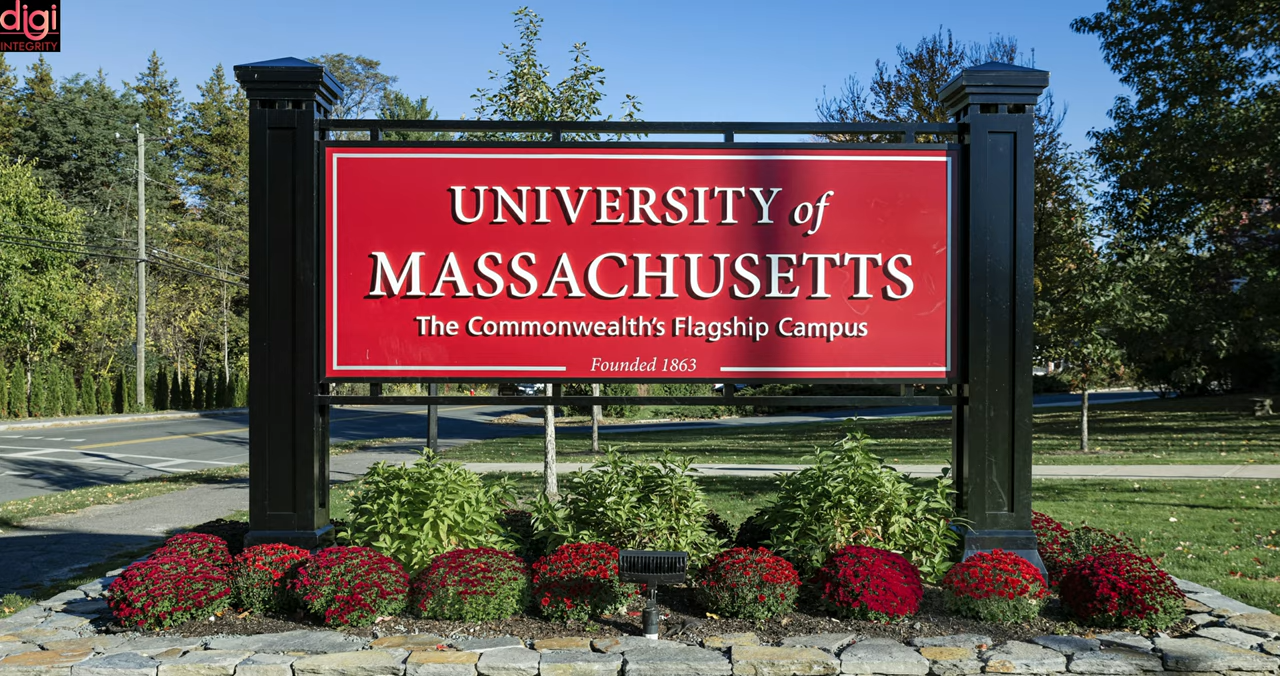 digi
INTEGRITY
UNIVERSITY of
MASSACHUSETTS
The Commonwealth's Flagship Campus
Founded 1863